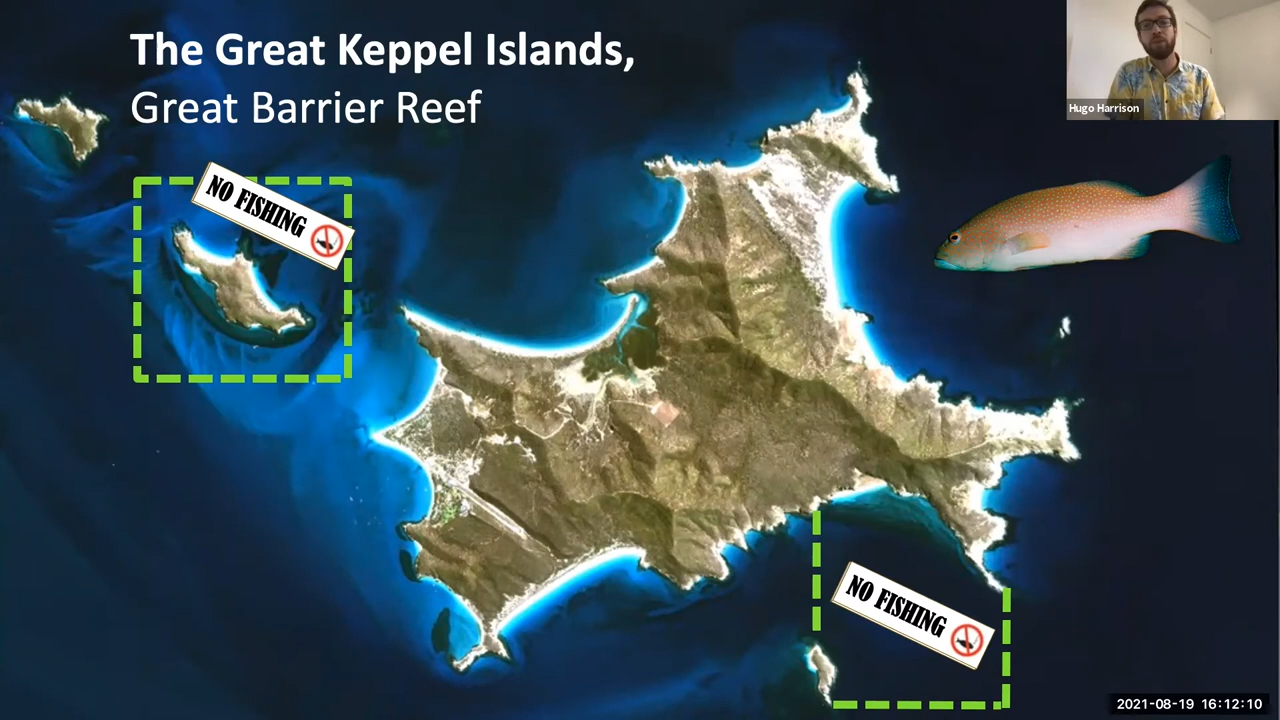 The Great Keppel Islands,
Great Barrier Reef
Hugo Harrison
NO FISHING
NO FISHING
2021-08-19 16:12:10